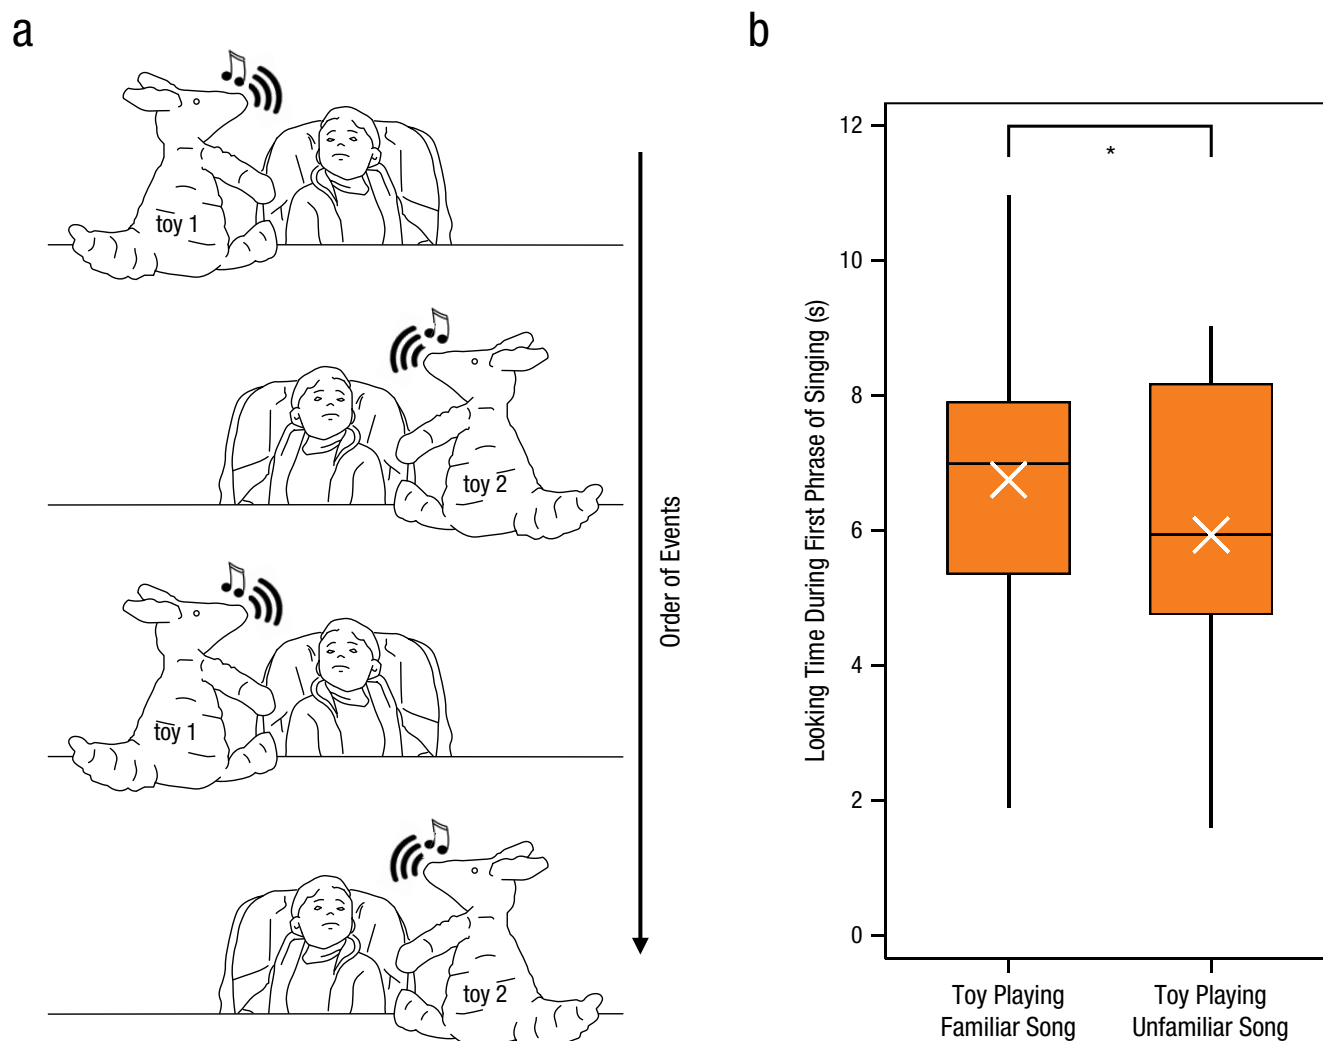 a
toy 1
toy 2
toy 1
toy 2
Order of Events
b
Looking Time During First Phrase of Singing (s)
12
10
8
6
4
2
0
*
Toy Playing
Familiar Song
Toy Playing
Unfamiliar Song